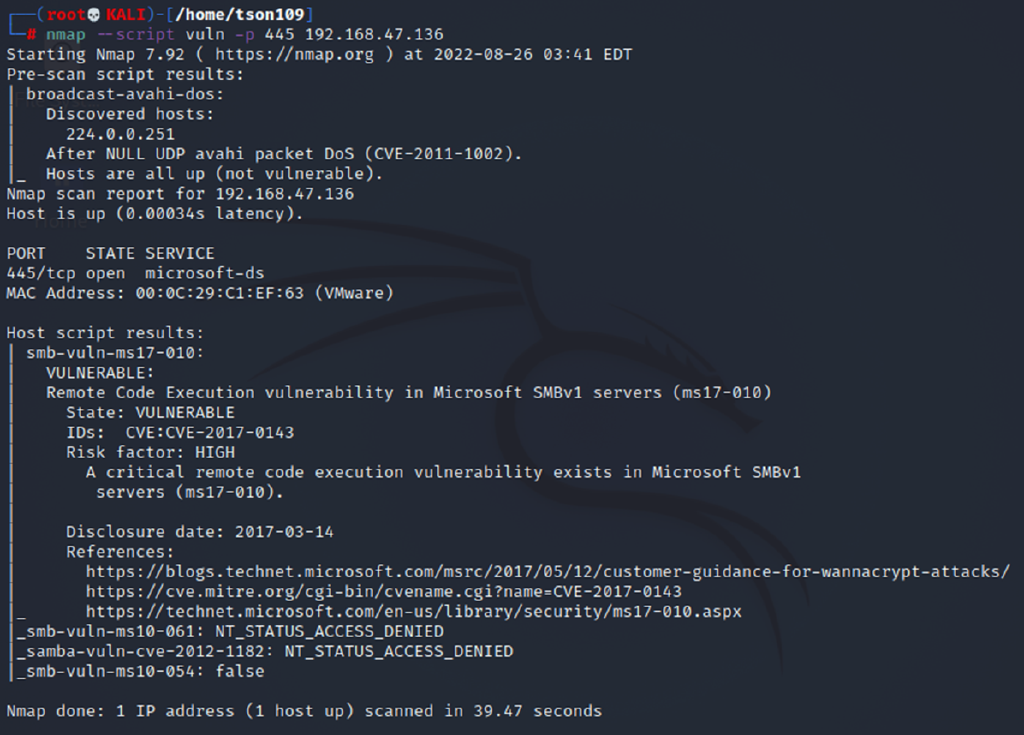 (root💀KALI)-[/home/tson109]
# nmap --script vuln -p 445 192.168.47.136
Starting Nmap 7.92 ( https://nmap.org ) at 2022-08-26 03:41 EDT
Pre-scan script results:
| broadcast-avahi-dos:
|   Discovered hosts:
|     224.0.0.251
|   After NULL UDP avahi packet DoS (CVE-2011-1002).
|_  Hosts are all up (not vulnerable).
Nmap scan report for 192.168.47.136
Host is up (0.00034s latency).
PORT    STATE SERVICE
445/tcp open  microsoft-ds
MAC Address: 00:0C:29:C1:EF:63 (VMware)
Host script results:
| smb-vuln-ms17-010:
|   VULNERABLE:
|   Remote Code Execution vulnerability in Microsoft SMBv1 servers (ms17-010)
|     State: VULNERABLE
|     IDs:  CVE:CVE-2017-0143
|     Risk factor: HIGH
|       A critical remote code execution vulnerability exists in Microsoft SMBv1
|        servers (ms17-010).
|
|     Disclosure date: 2017-03-14
|     References:
|       https://blogs.technet.microsoft.com/msrc/2017/05/12/customer-guidance-for-wannacrypt-attacks/
|       https://cve.mitre.org/cgi-bin/cvename.cgi?name=CVE-2017-0143
|_      https://technet.microsoft.com/en-us/library/security/ms17-010.aspx
|_smb-vuln-ms10-061: NT_STATUS_ACCESS_DENIED
|_samba-vuln-cve-2012-1182: NT_STATUS_ACCESS_DENIED
|_smb-vuln-ms10-054: false
Nmap done: 1 IP address (1 host up) scanned in 39.47 seconds